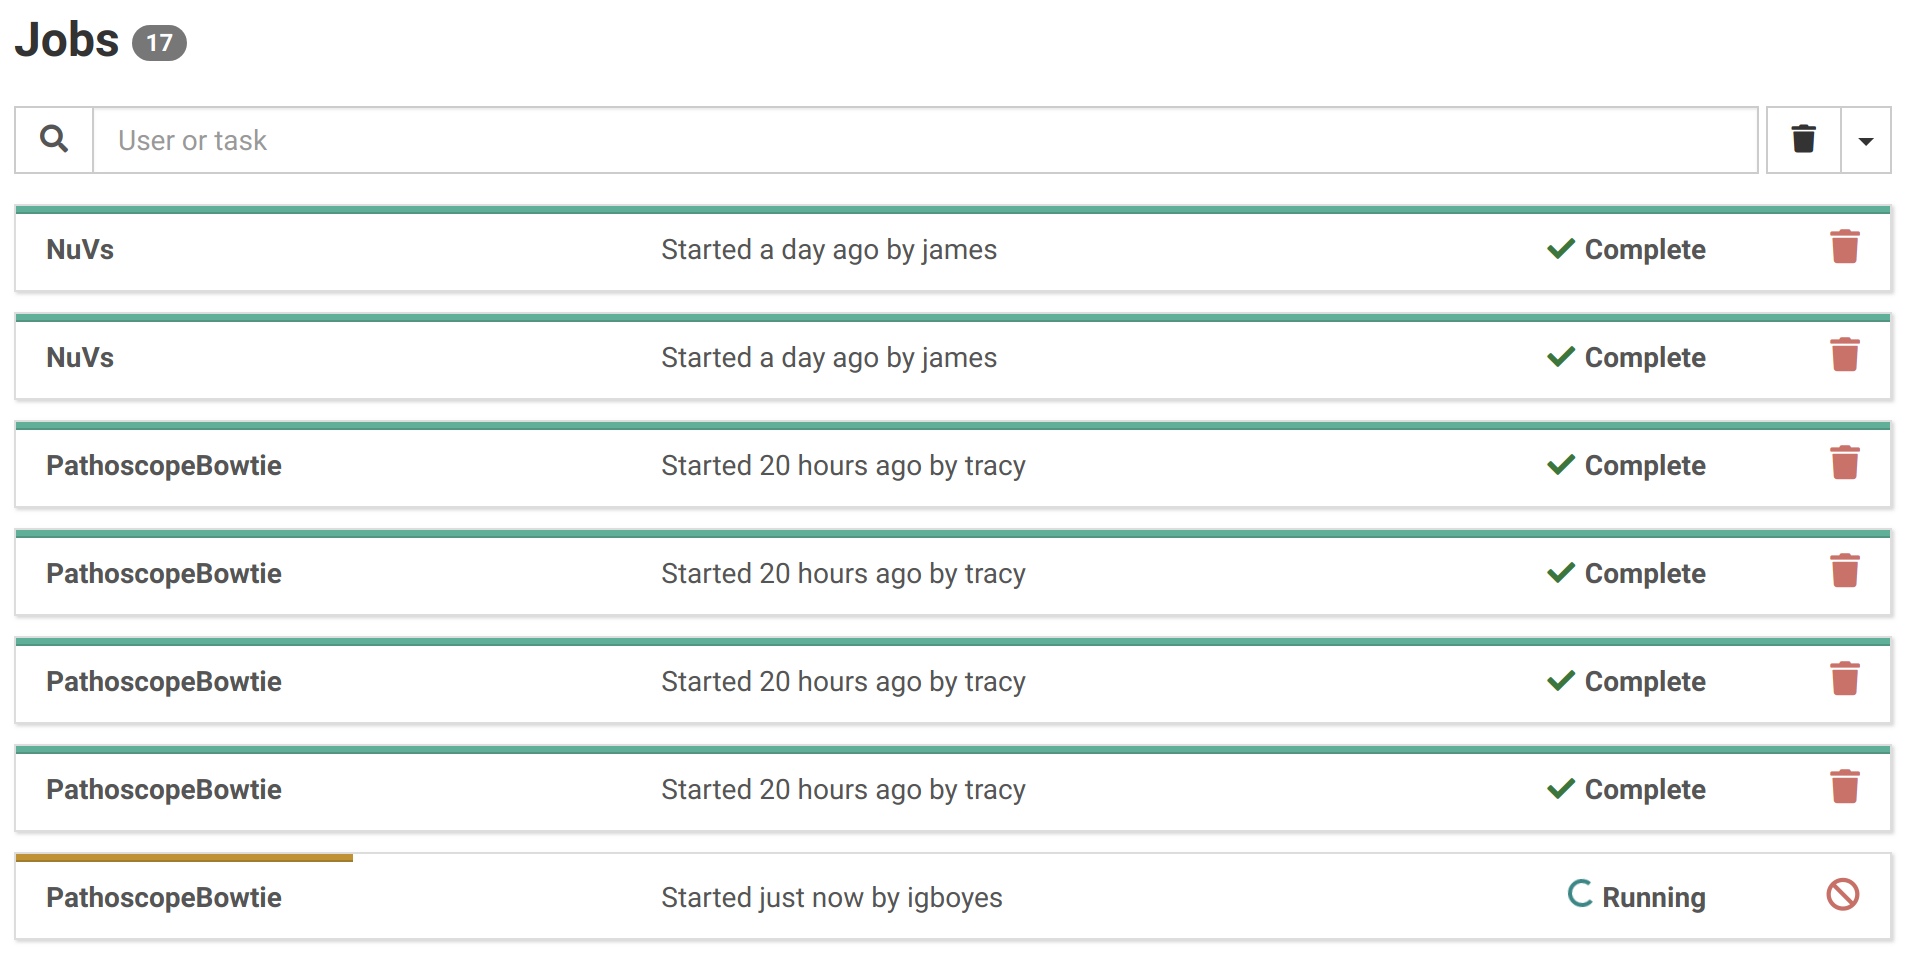 Jobs 17
User or task
NuVs Started a day ago by james Complete
NuVs Started a day ago by james Complete
PathoscopeBowtie Started 20 hours ago by tracy Complete
PathoscopeBowtie Started 20 hours ago by tracy Complete
PathoscopeBowtie Started 20 hours ago by tracy Complete
PathoscopeBowtie Started 20 hours ago by tracy Complete
PathoscopeBowtie Started just now by igboyes Running